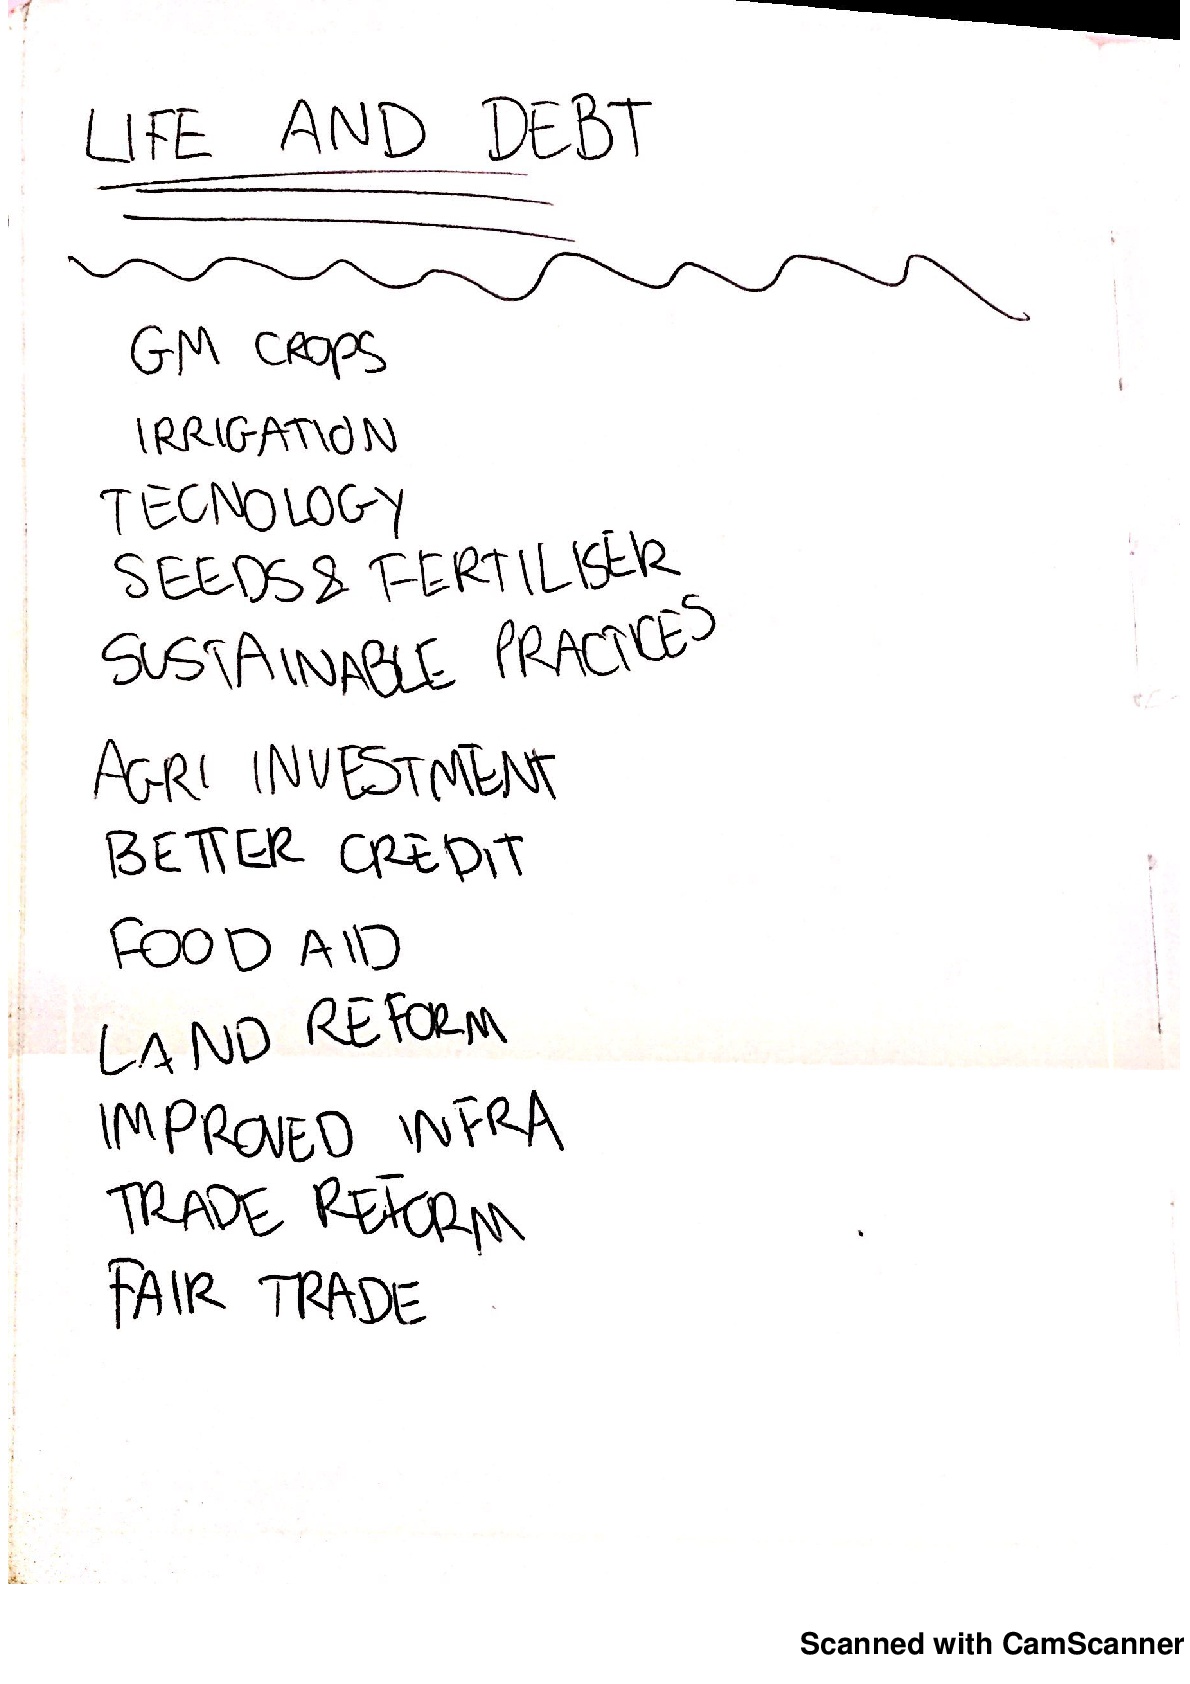 LIFE AND DEBT
GM CROPS
IRRIGATION
TECNOLOGY
SEEDS & FERTILISER
SUSTAINABLE PRACTICES
AGRI INVESTMENT
BETTER CREDIT
FOOD AID
LAND REFORM
IMPROVED INFRA
TRADE REFORM
FAIR TRADE
Scanned with CamScanner